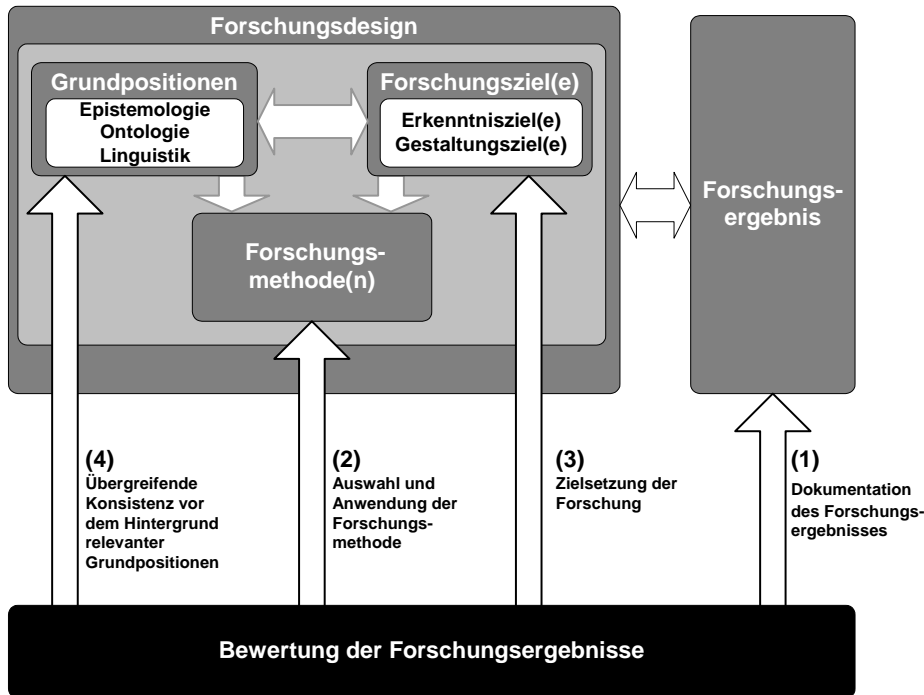 Forschungsdesign
Grundpositionen
Epistemologie
Ontologie
Linguistik
Forschungsziel(e)
Erkenntnisziel(e)
Gestaltungsziel(e)
Forschungs-
methode(n)
Forschungs-
ergebnis
(4)
Übergreifende
Konsistenz vor
dem Hintergrund
relevanter
Grundpositionen
(2)
Auswahl und
Anwendung der
Forschungs-
methode
(3)
Zielsetzung der
Forschung
(1)
Dokumentation
des Forschungs-
ergebnisses
Bewertung der Forschungsergebnisse